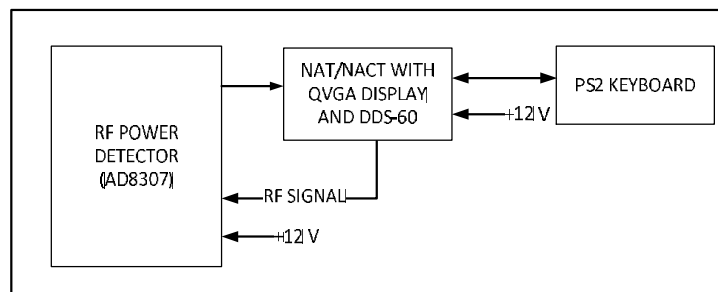 RF POWER
DETECTOR
(AD8307)
NAT/NACT WITH
QVGA DISPLAY
AND DDS-60
PS2 KEYBOARD
+12 V
RF SIGNAL
+12 V